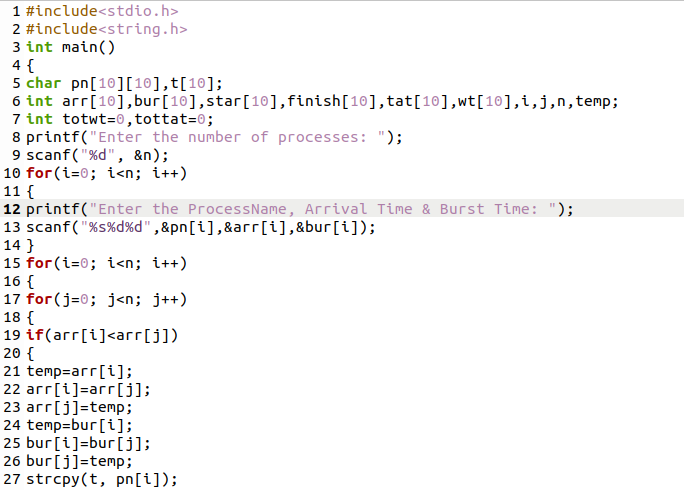 1 #include<stdio.h>
2 #include<string.h>
3 int main()
4 {
5 char pn[10][10],t[10];
6 int arr[10],bur[10],star[10],finish[10],tat[10],wt[10],i,j,n,temp;
7 int totwt=0,tottat=0;
8 printf("Enter the number of processes: ");
9 scanf("%d", &n);
10 for(i=0; i<n; i++)
11 {
12 printf("Enter the ProcessName, Arrival Time & Burst Time: ");
13 scanf("%s%d%d",&pn[i],&arr[i],&bur[i]);
14 }
15 for(i=0; i<n; i++)
16 {
17 for(j=0; j<n; j++)
18 {
19 if(arr[i]<arr[j])
20 {
21 temp=arr[i];
22 arr[i]=arr[j];
23 arr[j]=temp;
24 temp=bur[i];
25 bur[i]=bur[j];
26 bur[j]=temp;
27 strcpy(t, pn[i]);